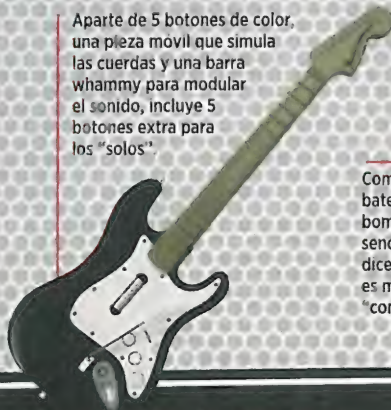 Aparte de 5 botones de color,
una pieza móvil que simula
las cuerdas y una barra
whammy para modular
el sonido, incluye 5
botones extra para
los "solos".
Com
bate
bom
send
dice
es m
"con